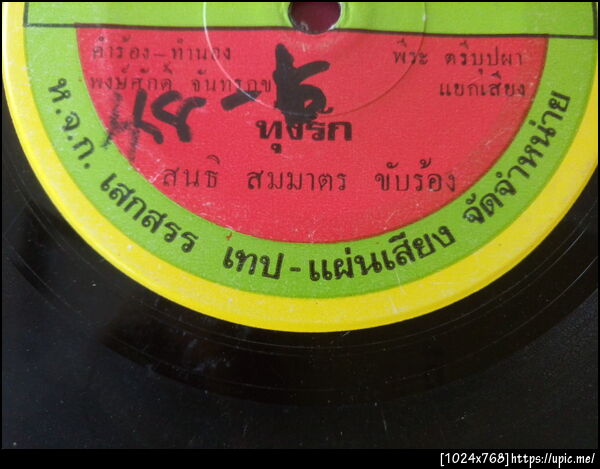 คำร้อง-ทำนอง
พงษ์ศักดิ์ จันทรุกขา
พีระ ตรีบุปผา
แยกเสียง
ทุ่งรัก
สนธิ สมมาตร ขับร้อง
ห.จ.ก. เสกสรร เทป-แผ่นเสียง จัดจำหน่าย
[1024x768]https://upic.me/